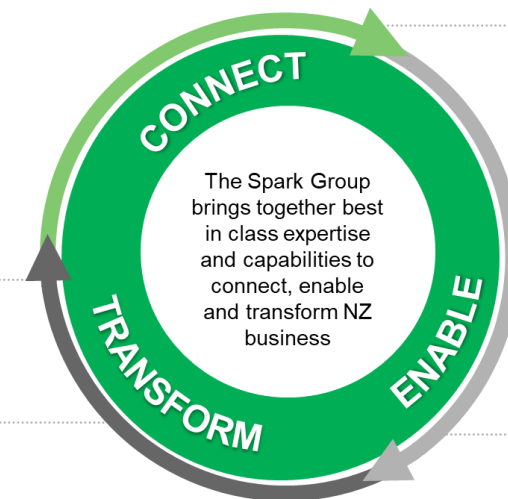 CONNECT
The Spark Group
brings together best
in class expertise
and capabilities to
connect, enable
and transform NZ
business
ENABLE
TRANSFORM